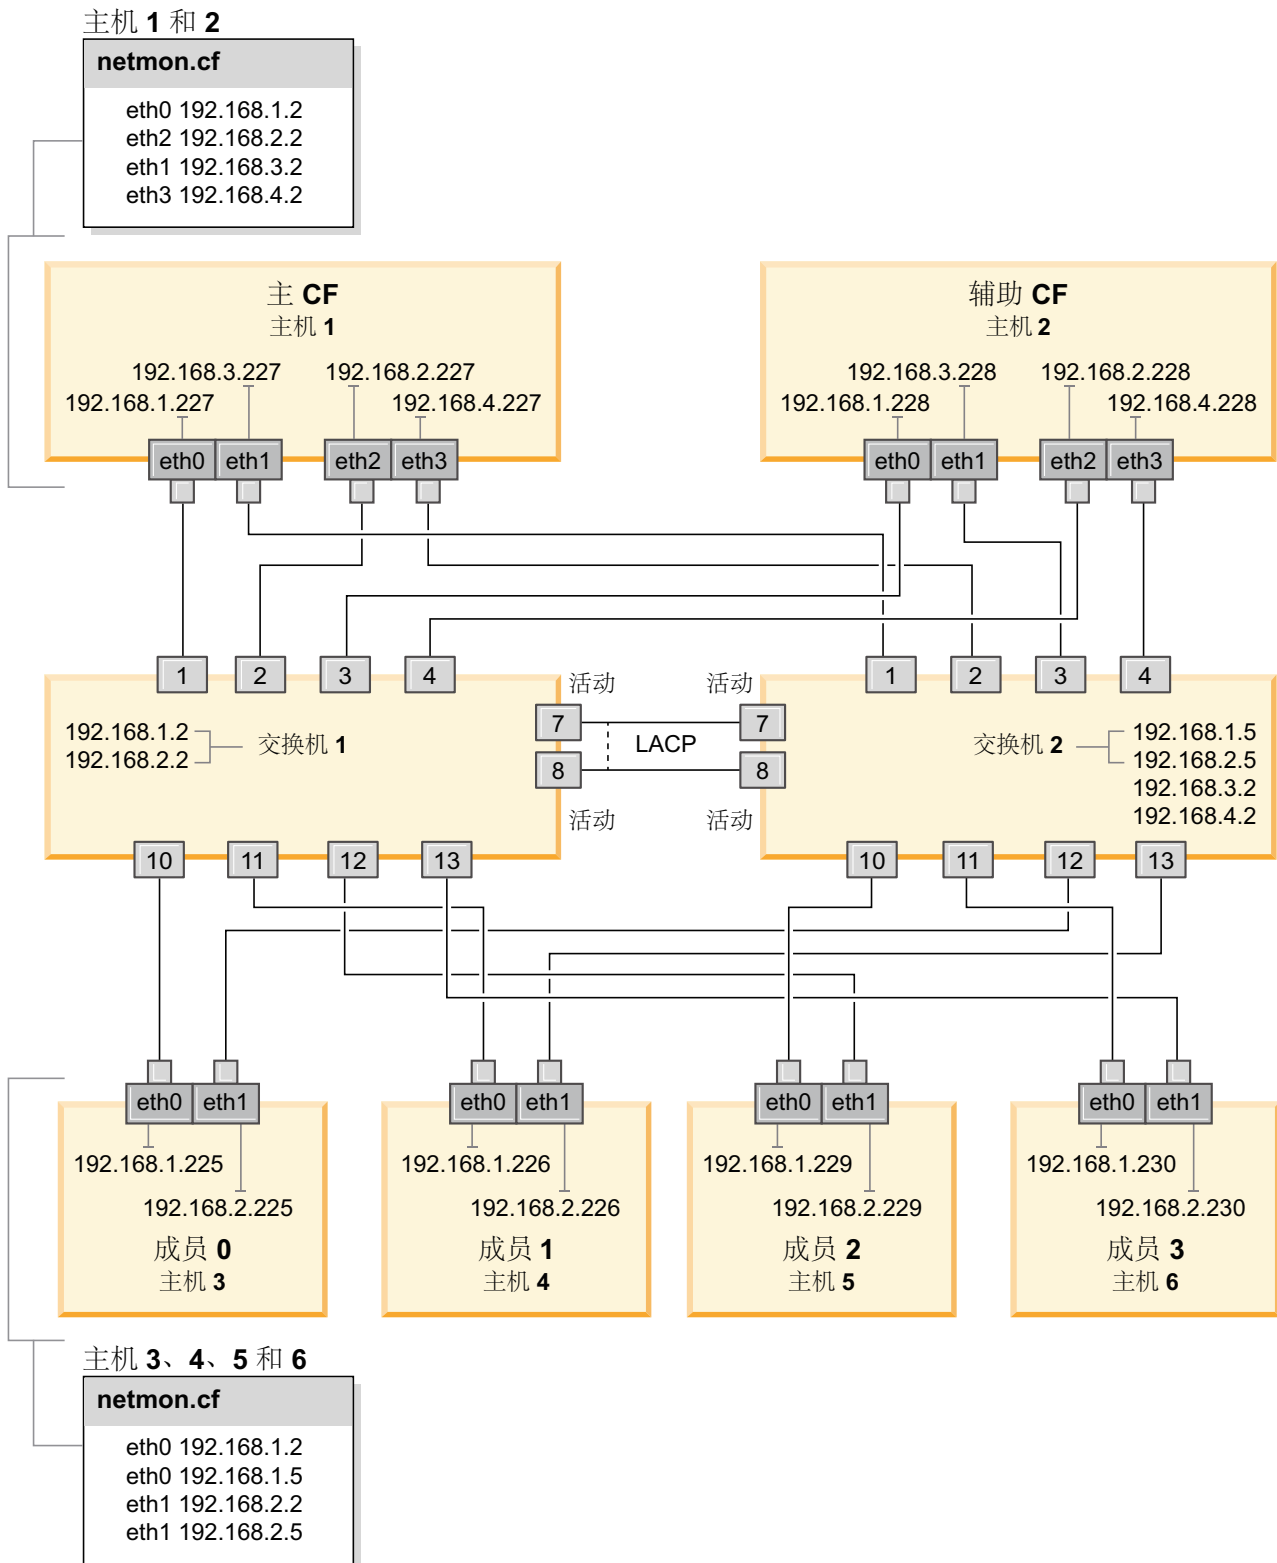 主机 1 和 2
netmon.cf
eth0 192.168.1.2
eth2 192.168.2.2
eth1 192.168.3.2
eth3 192.168.4.2
主 CF
主机 1
192.168.3.227 192.168.2.227
192.168.1.227 192.168.4.227
eth0 eth1 eth2 eth3
辅助 CF
主机 2
192.168.3.228 192.168.2.228
192.168.1.228 192.168.4.228
eth0 eth1 eth2 eth3
1 2 3 4
1 2 3 4
活动 活动
7 7
LACP
8 8
活动 活动
192.168.1.2
192.168.2.2
交换机 1
交换机 2
192.168.1.5
192.168.2.5
192.168.3.2
192.168.4.2
10 11 12 13
10 11 12 13
eth0 eth1
192.168.1.225
192.168.2.225
成员 0
主机 3
eth0 eth1
192.168.1.226
192.168.2.226
成员 1
主机 4
eth0 eth1
192.168.1.229
192.168.2.229
成员 2
主机 5
eth0 eth1
192.168.1.230
192.168.2.230
成员 3
主机 6
主机 3、4、5 和 6
netmon.cf
eth0 192.168.1.2
eth0 192.168.1.5
eth1 192.168.2.2
eth1 192.168.2.5